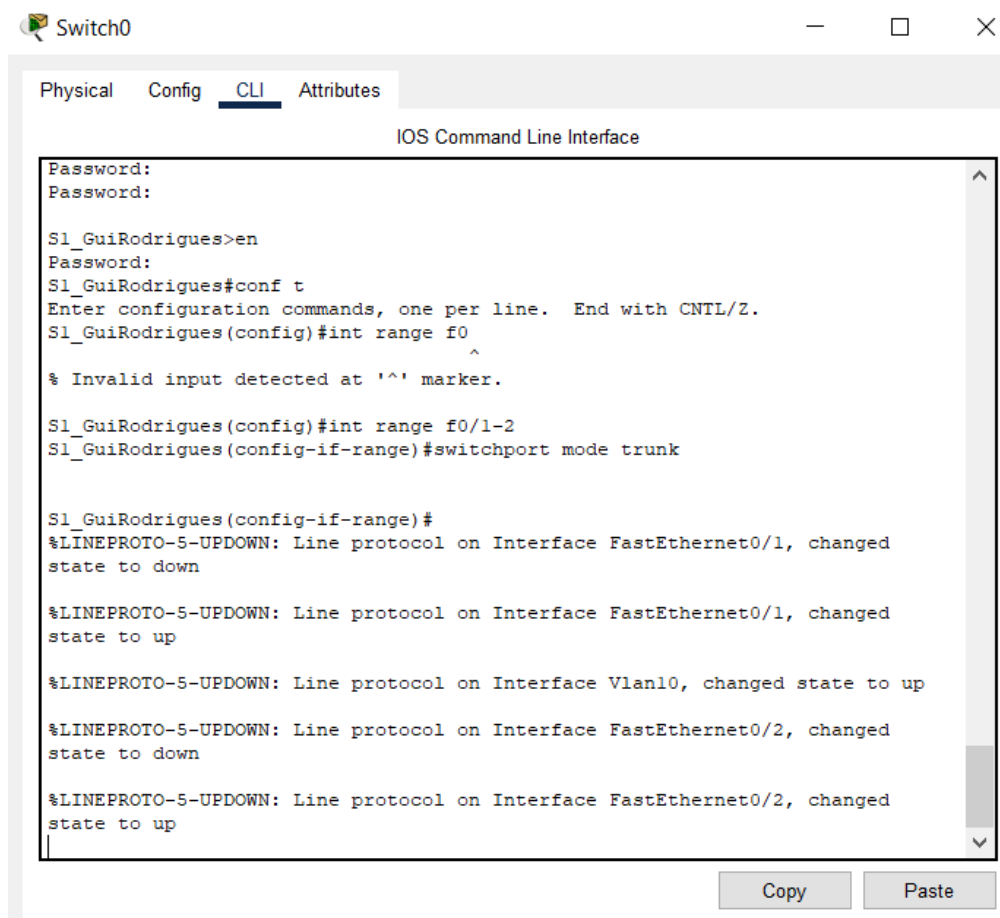 Switch0
Physical Config CLI Attributes
IOS Command Line Interface
Password:
Password:
S1_GuiRodrigues>en
Password:
S1_GuiRodrigues#conf t
Enter configuration commands, one per line.  End with CNTL/Z.
S1_GuiRodrigues(config)#int range f0
^
% Invalid input detected at '^' marker.
S1_GuiRodrigues(config)#int range f0/1-2
S1_GuiRodrigues(config-if-range)#switchport mode trunk
S1_GuiRodrigues(config-if-range)#
%LINEPROTO-5-UPDOWN: Line protocol on Interface FastEthernet0/1, changed
state to down
%LINEPROTO-5-UPDOWN: Line protocol on Interface FastEthernet0/1, changed
state to up
%LINEPROTO-5-UPDOWN: Line protocol on Interface Vlan10, changed state to up
%LINEPROTO-5-UPDOWN: Line protocol on Interface FastEthernet0/2, changed
state to down
%LINEPROTO-5-UPDOWN: Line protocol on Interface FastEthernet0/2, changed
state to up
Copy Paste